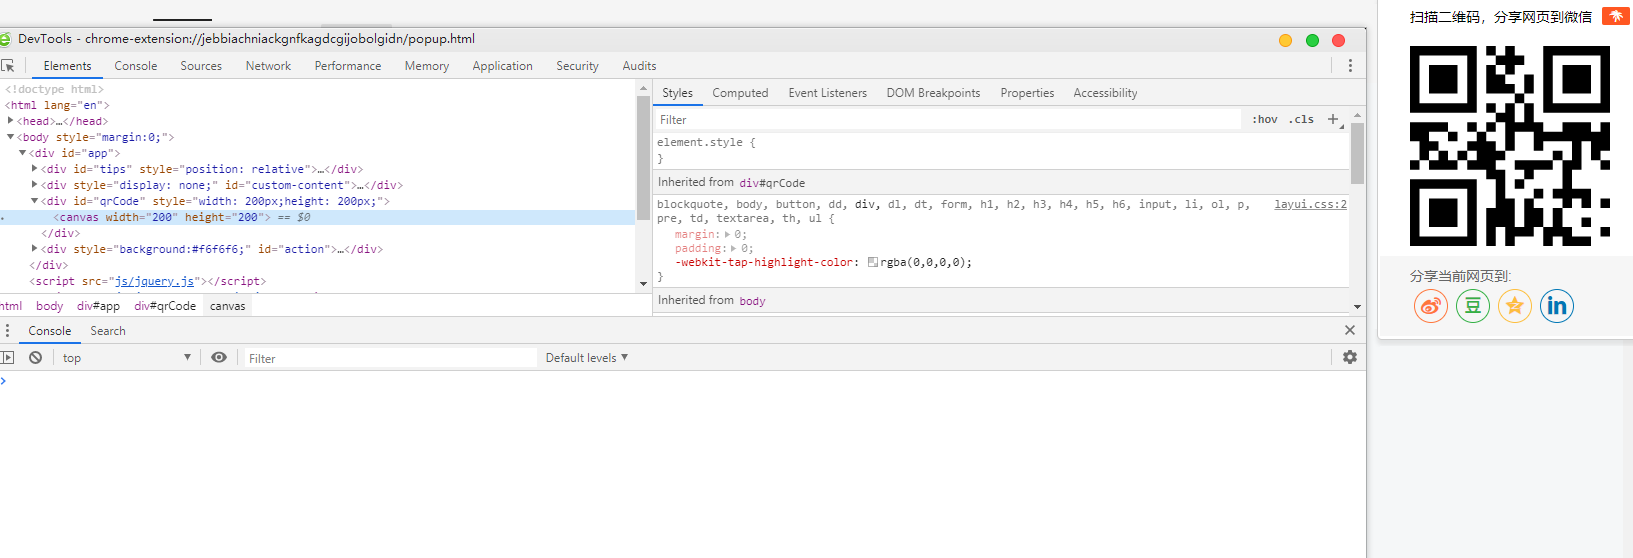 DevTools - chrome-extension://jebbiachniackgnfkagdcgijobolgidn/popup.html
Elements Console Sources Network Performance Memory Application Security Audits
<!doctype html>
<html lang="en">
<head>…</head>
<body style="margin:0;">
<div id="app">
<div id="tips" style="position: relative">…</div>
<div style="display: none;" id="custom-content">…</div>
<div id="qrCode" style="width: 200px;height: 200px;">
<canvas width="200" height="200"> == $0
</div>
<div style="background:#f6f6f6;" id="action">…</div>
</div>
<script src="js/jquery.js"></script>
html body div#app div#qrCode canvas
Styles Computed Event Listeners DOM Breakpoints Properties Accessibility
Filter :hov .cls +
element.style {
}
Inherited from div#qrCode
blockquote, body, button, dd, div, dl, dt, form, h1, h2, h3, h4, h5, h6, input, li, ol, p, layui.css:2
pre, td, textarea, th, ul {
margin: 0;
padding: 0;
-webkit-tap-highlight-color: rgba(0,0,0,0);
}
Inherited from body
Console Search
top Filter Default levels
扫描二维码，分享网页到微信
分享当前网页到:
豆
in